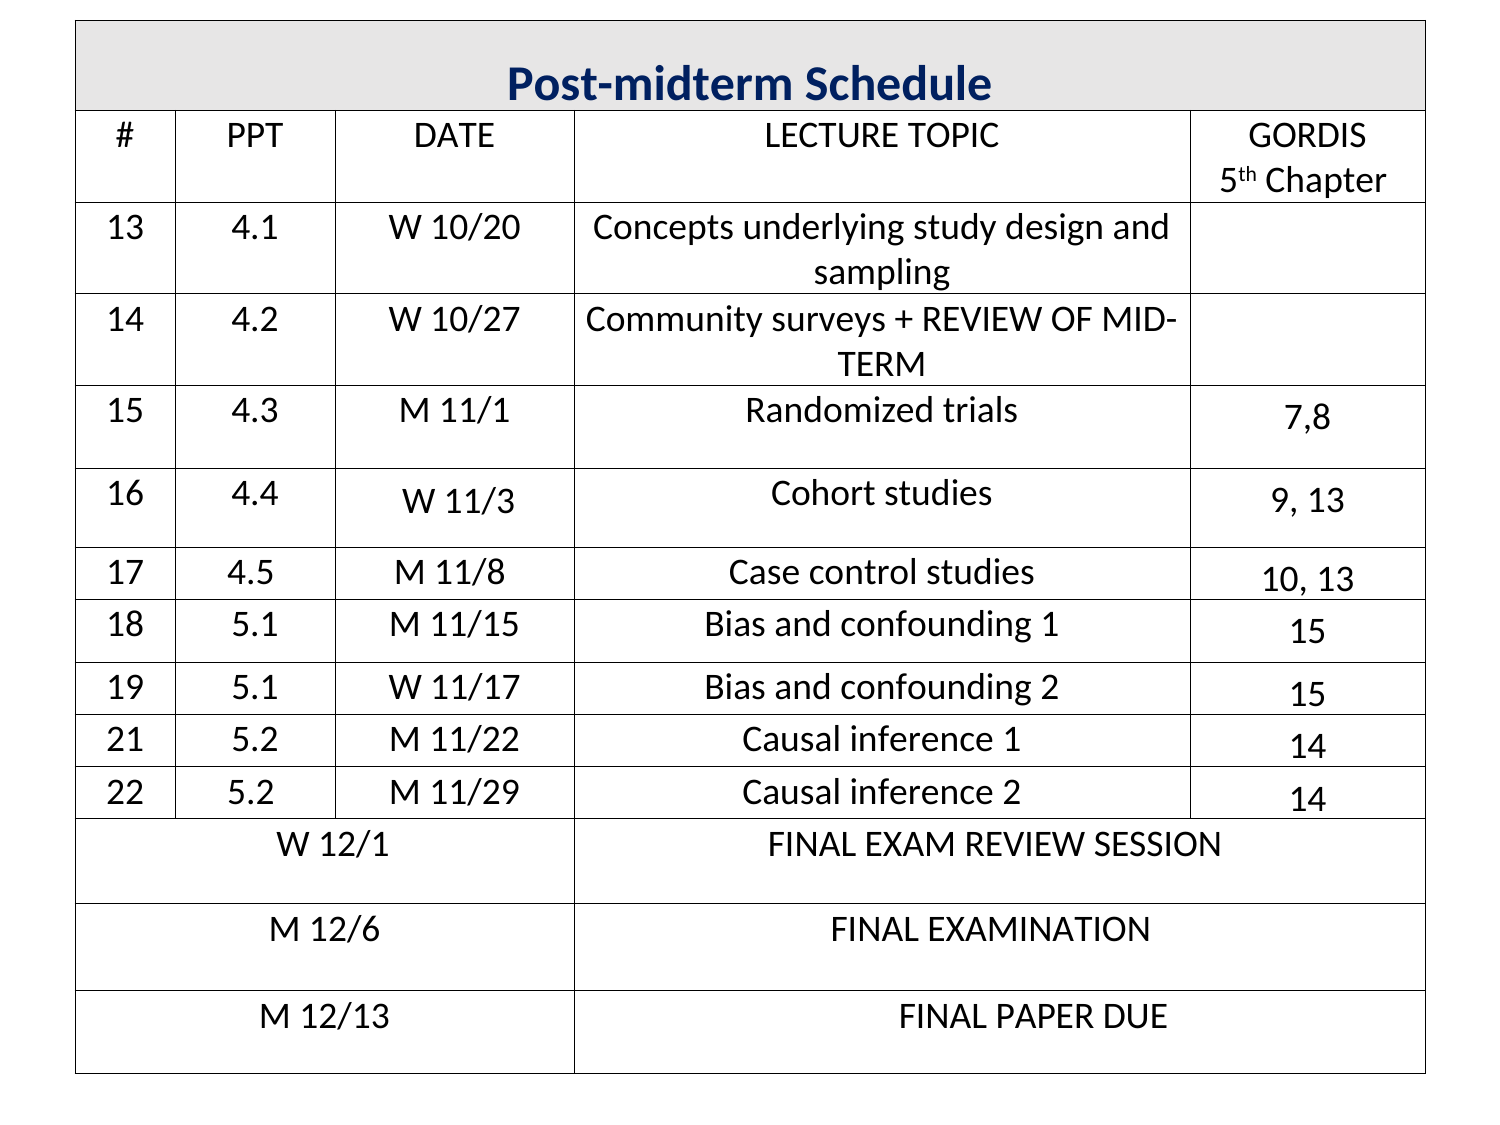 Post-midterm Schedule
# PPT DATE LECTURE TOPIC GORDIS
5th Chapter
13 4.1 W 10/20 Concepts underlying study design and
sampling
14 4.2 W 10/27 Community surveys + REVIEW OF MID-
TERM
15 4.3 M 11/1 Randomized trials 7,8
16 4.4 W 11/3 Cohort studies 9, 13
17 4.5 M 11/8 Case control studies 10, 13
18 5.1 M 11/15 Bias and confounding 1 15
19 5.1 W 11/17 Bias and confounding 2 15
21 5.2 M 11/22 Causal inference 1 14
22 5.2 M 11/29 Causal inference 2 14
W 12/1 FINAL EXAM REVIEW SESSION
M 12/6 FINAL EXAMINATION
M 12/13 FINAL PAPER DUE